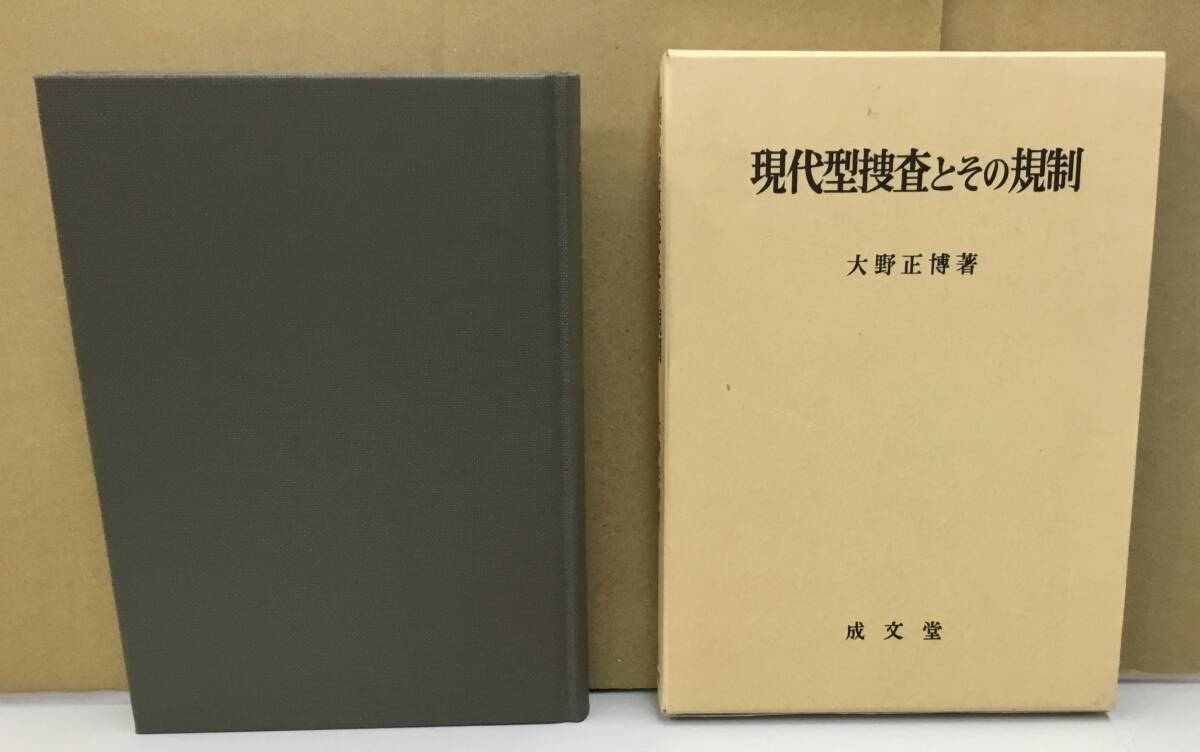 現代型捜査とその規制
大野正博著
成文堂